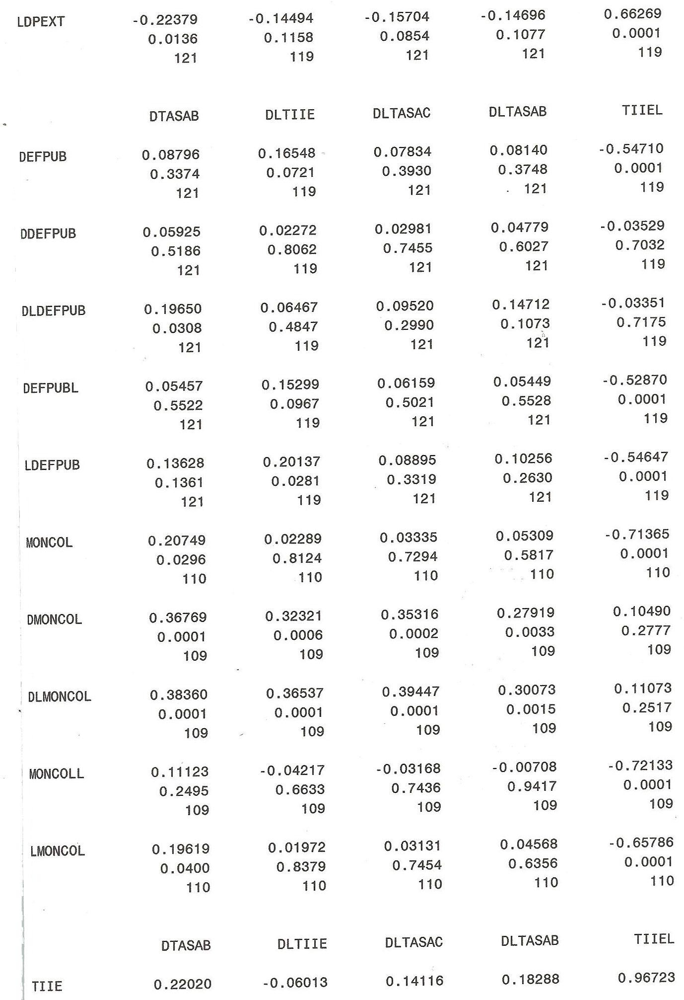 LDPEXT -0.22379 -0.14494 -0.15704 -0.14696 0.66269
0.0136 0.1158 0.0854 0.1077 0.0001
121 119 121 121 119
DTASAB DLTIIE DLTASAC DLTASAB TIIEL
DEFPUB 0.08796 0.16548 0.07834 0.08140 -0.54710
0.3374 0.0721 0.3930 0.3748 0.0001
121 119 121 121 119
DDEFPUB 0.05925 0.02272 0.02981 0.04779 -0.03529
0.5186 0.8062 0.7455 0.6027 0.7032
121 119 121 121 119
DLDEFPUB 0.19650 0.06467 0.09520 0.14712 -0.03351
0.0308 0.4847 0.2990 0.1073 0.7175
121 119 121 121 119
DEFPUBL 0.05457 0.15299 0.06159 0.05449 -0.52870
0.5522 0.0967 0.5021 0.5528 0.0001
121 119 121 121 119
LDEFPUB 0.13628 0.20137 0.08895 0.10256 -0.54647
0.1361 0.0281 0.3319 0.2630 0.0001
121 119 121 121 119
MONCOL 0.20749 0.02289 0.03335 0.05309 -0.71365
0.0296 0.8124 0.7294 0.5817 0.0001
110 110 110 110 110
DMONCOL 0.36769 0.32321 0.35316 0.27919 0.10490
0.0001 0.0006 0.0002 0.0033 0.2777
109 109 109 109 109
DLMONCOL 0.38360 0.36537 0.39447 0.30073 0.11073
0.0001 0.0001 0.0001 0.0015 0.2517
109 109 109 109 109
MONCOLL 0.11123 -0.04217 -0.03168 -0.00708 -0.72133
0.2495 0.6633 0.7436 0.9417 0.0001
109 109 109 109 109
LMONCOL 0.19619 0.01972 0.03131 0.04568 -0.65786
0.0400 0.8379 0.7454 0.6356 0.0001
110 110 110 110 110
DTASAB DLTIIE DLTASAC DLTASAB TIIEL
TIIE 0.22020 -0.06013 0.14116 0.18288 0.96723